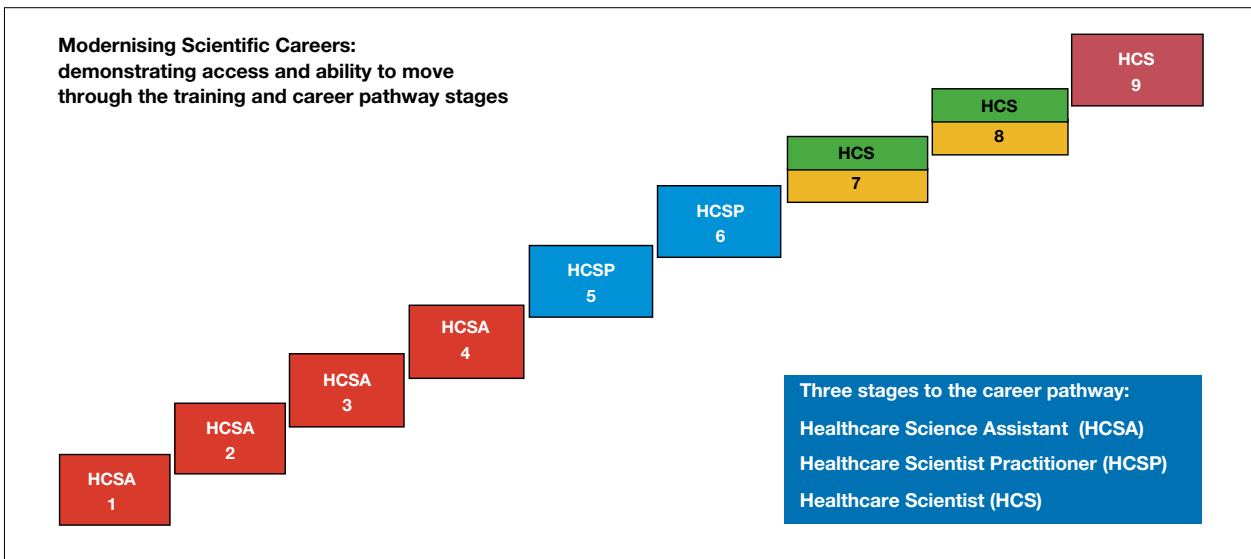 Modernising Scientific Careers:
demonstrating access and ability to move
through the training and career pathway stages
HCS
9
HCS
8
HCS
7
HCSP
6
HCSP
5
HCSA
4
HCSA
3
HCSA
2
HCSA
1
Three stages to the career pathway:
Healthcare Science Assistant (HCSA)
Healthcare Scientist Practitioner (HCSP)
Healthcare Scientist (HCS)